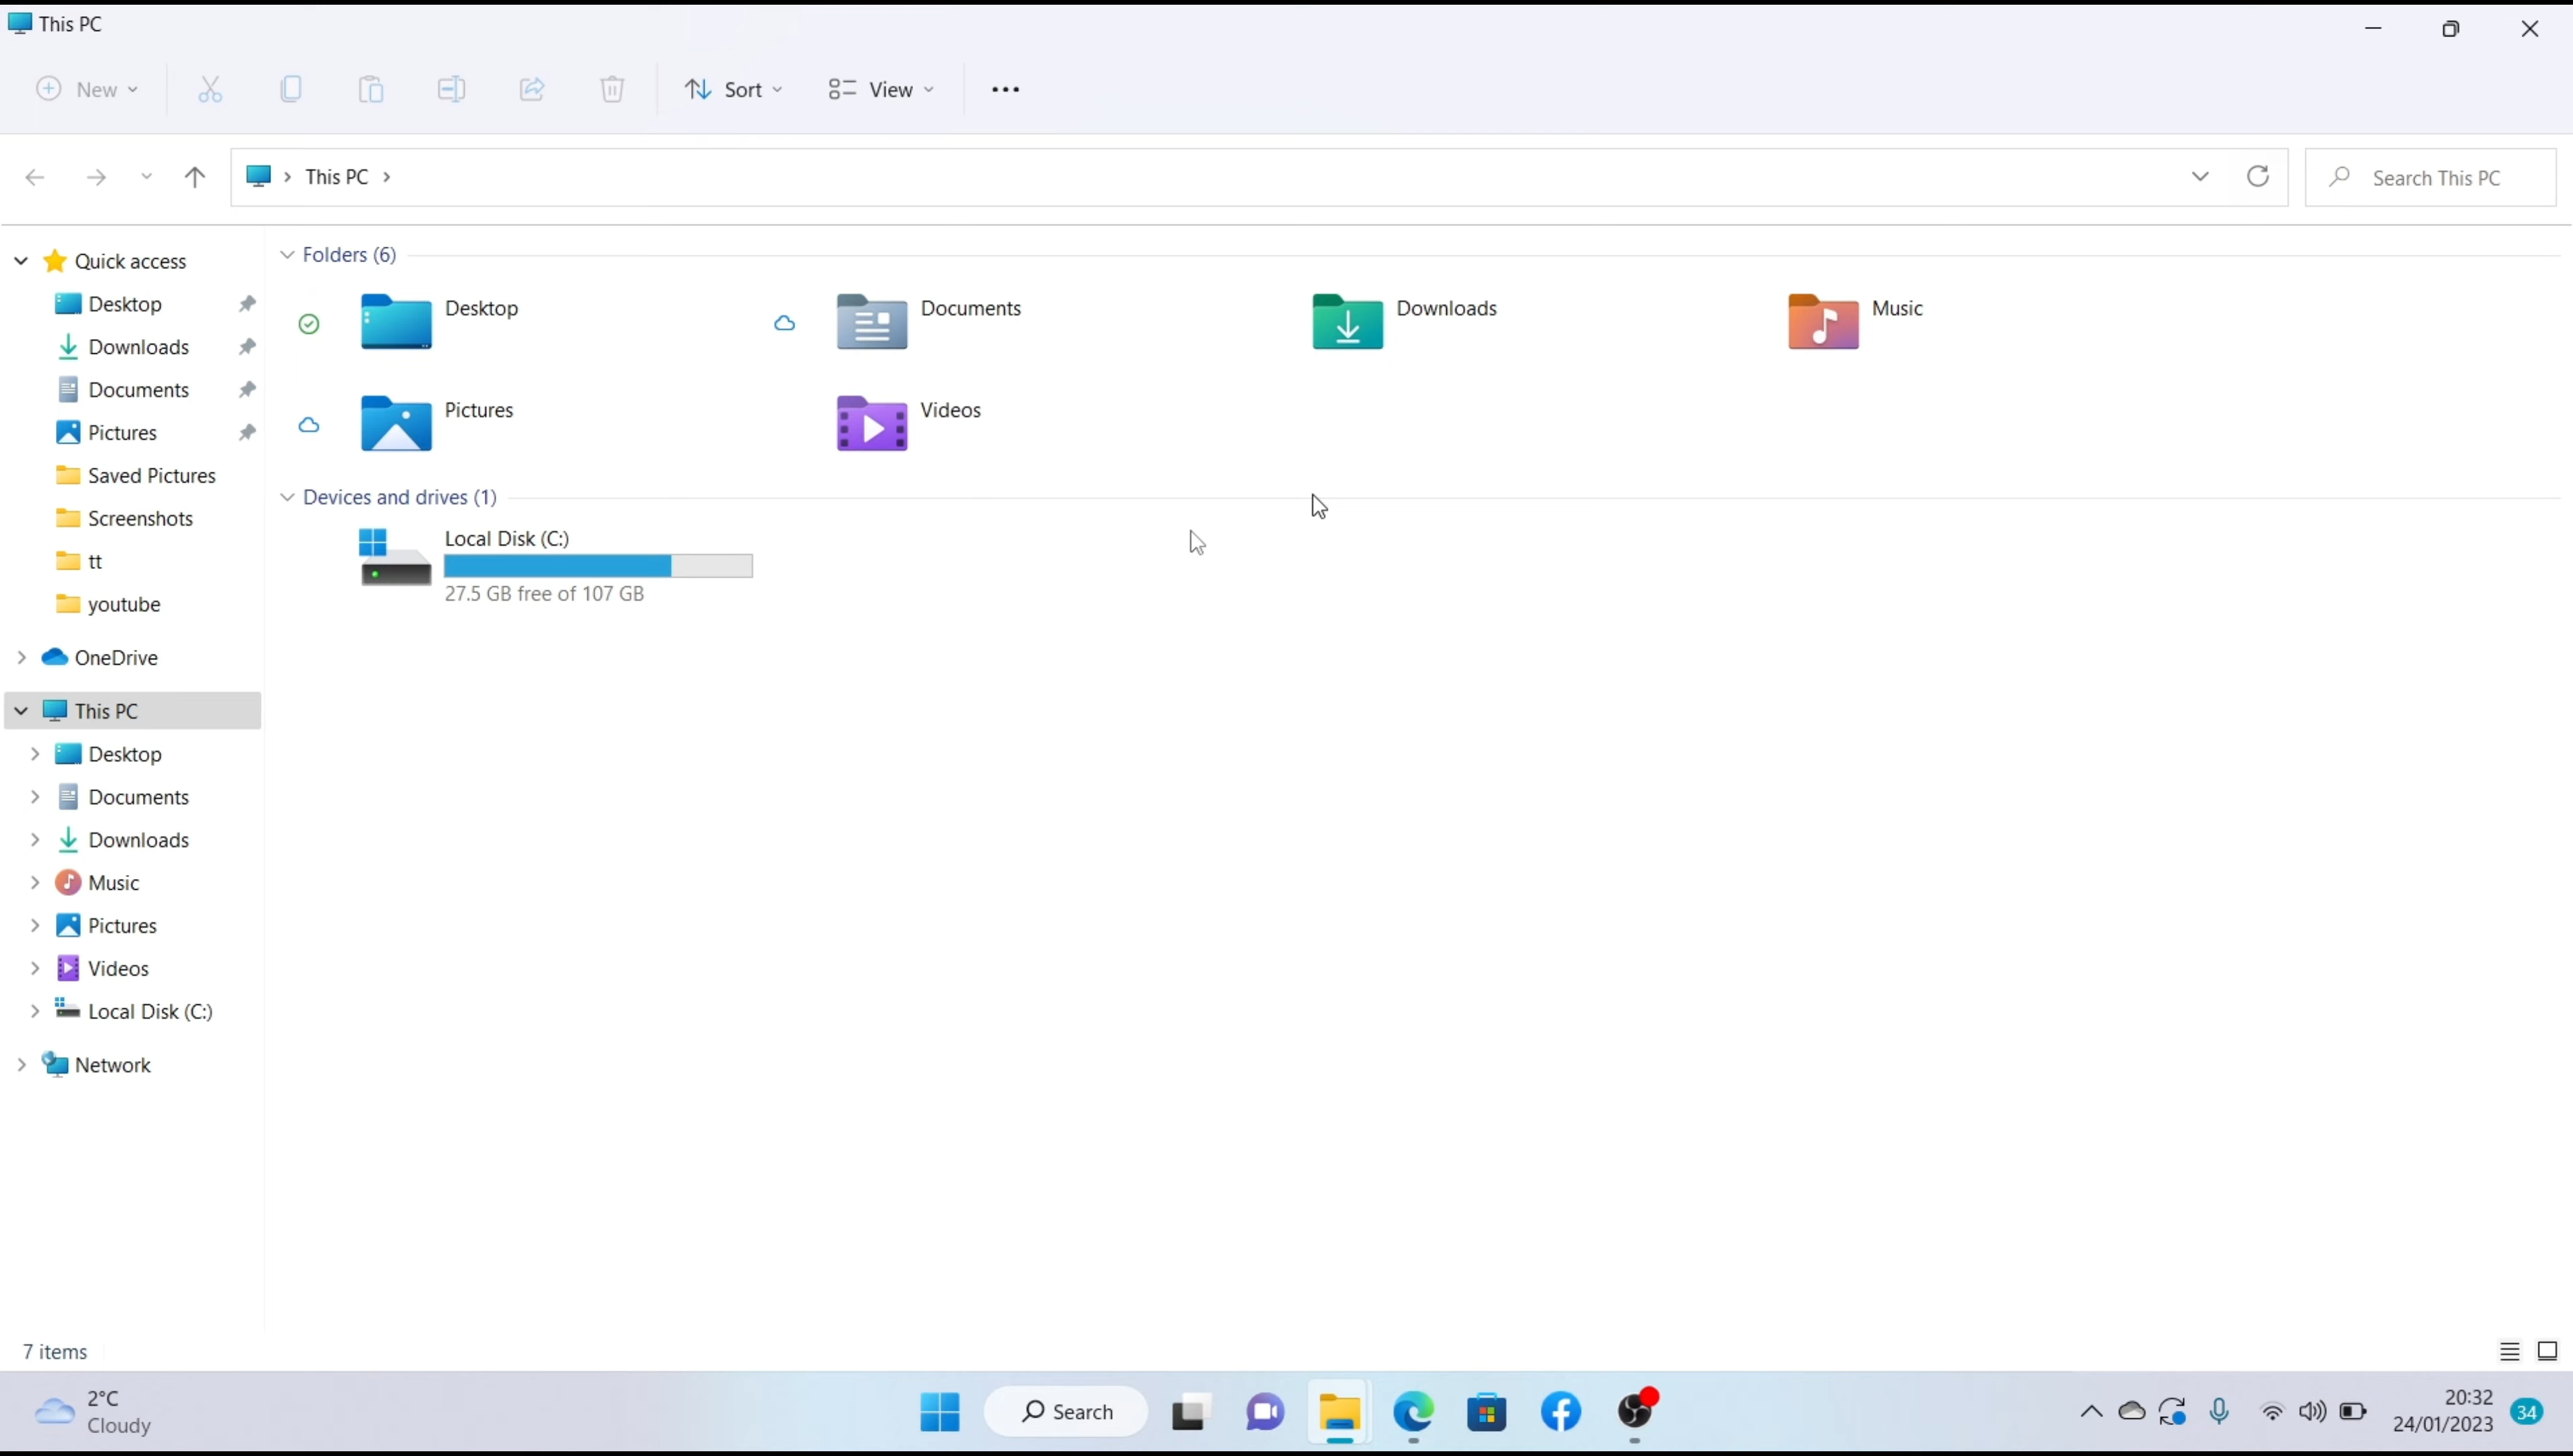 This PC
New
Sort
View
This PC
Search This PC
Quick access
Desktop
Downloads
Documents
Pictures
Saved Pictures
Screenshots
tt
youtube
OneDrive
This PC
Desktop
Documents
Downloads
Music
Pictures
Videos
Local Disk (C:)
Network
Folders (6)
Desktop
Documents
Downloads
Music
Pictures
Videos
Devices and drives (1)
Local Disk (C:)
27.5 GB free of 107 GB
7 items
2°C
Cloudy
Search
20:32
24/01/2023
34